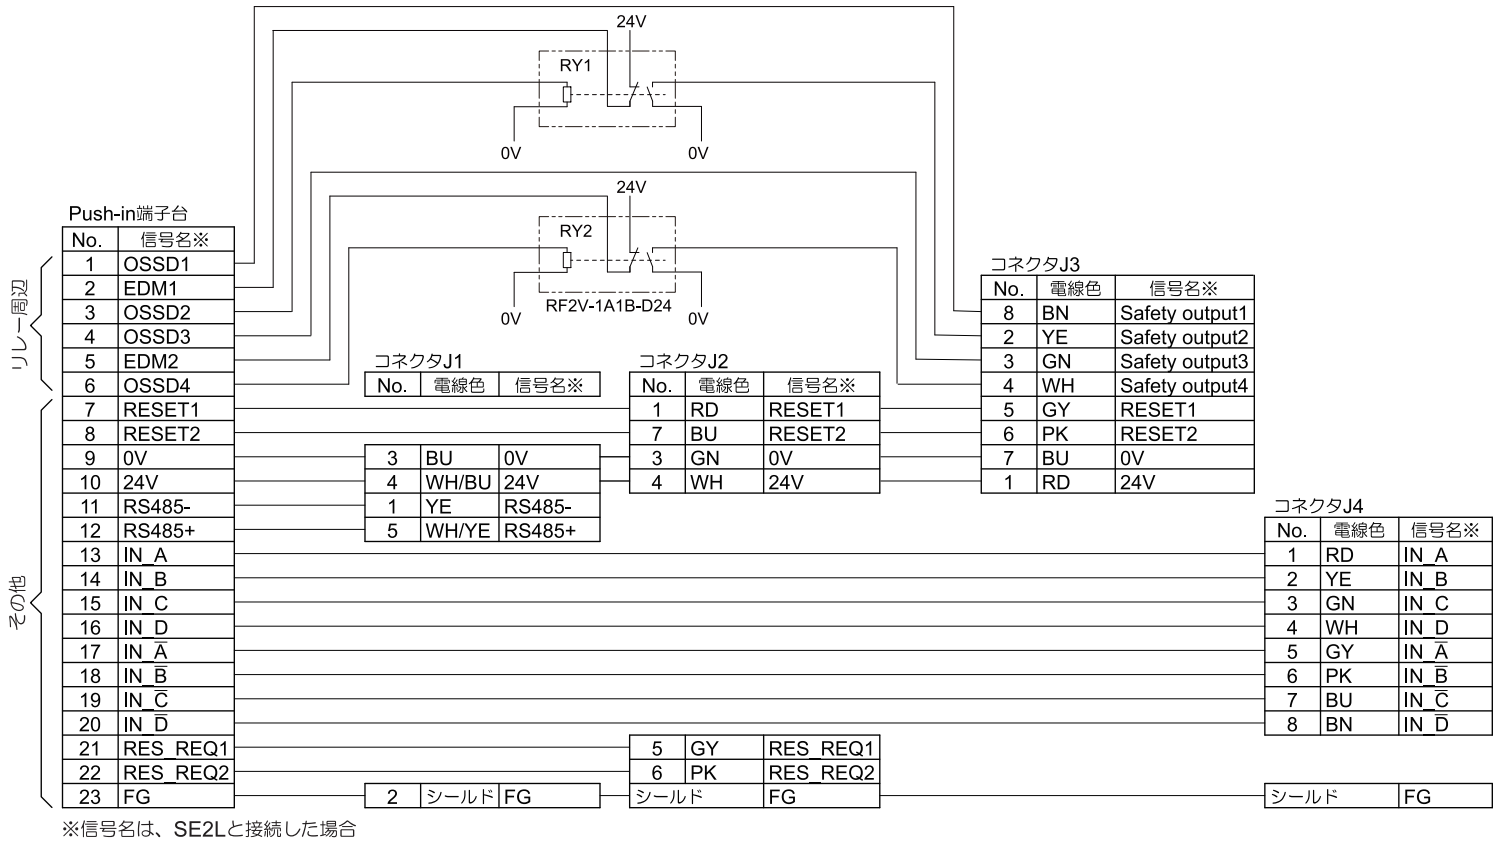 24V
RY1
0V 0V
24V
RY2
RF2V-1A1B-D24
0V 0V
Push-in端子台
No. 信号名※
1 OSSD1
2 EDM1
3 OSSD2
4 OSSD3
5 EDM2
6 OSSD4
7 RESET1
8 RESET2
9 0V
10 24V
11 RS485-
12 RS485+
13 IN_A
14 IN_B
15 IN_C
16 IN_D
17 IN_A̅
18 IN_B̅
19 IN_C̅
20 IN_D̅
21 RES_REQ1
22 RES_REQ2
23 FG
リレー周辺
その他
コネクタJ1
No. 電線色 信号名※
3 BU 0V
4 WH/BU 24V
1 YE RS485-
5 WH/YE RS485+
2 シールド FG
コネクタJ2
No. 電線色 信号名※
1 RD RESET1
7 BU RESET2
3 GN 0V
4 WH 24V
5 GY RES_REQ1
6 PK RES_REQ2
シールド FG
コネクタJ3
No. 電線色 信号名※
8 BN Safety output1
2 YE Safety output2
3 GN Safety output3
4 WH Safety output4
5 GY RESET1
6 PK RESET2
7 BU 0V
1 RD 24V
コネクタJ4
No. 電線色 信号名※
1 RD IN_A
2 YE IN_B
3 GN IN_C
4 WH IN_D
5 GY IN_A̅
6 PK IN_B̅
7 BU IN_C̅
8 BN IN_D̅
シールド FG
※信号名は、SE2Lと接続した場合